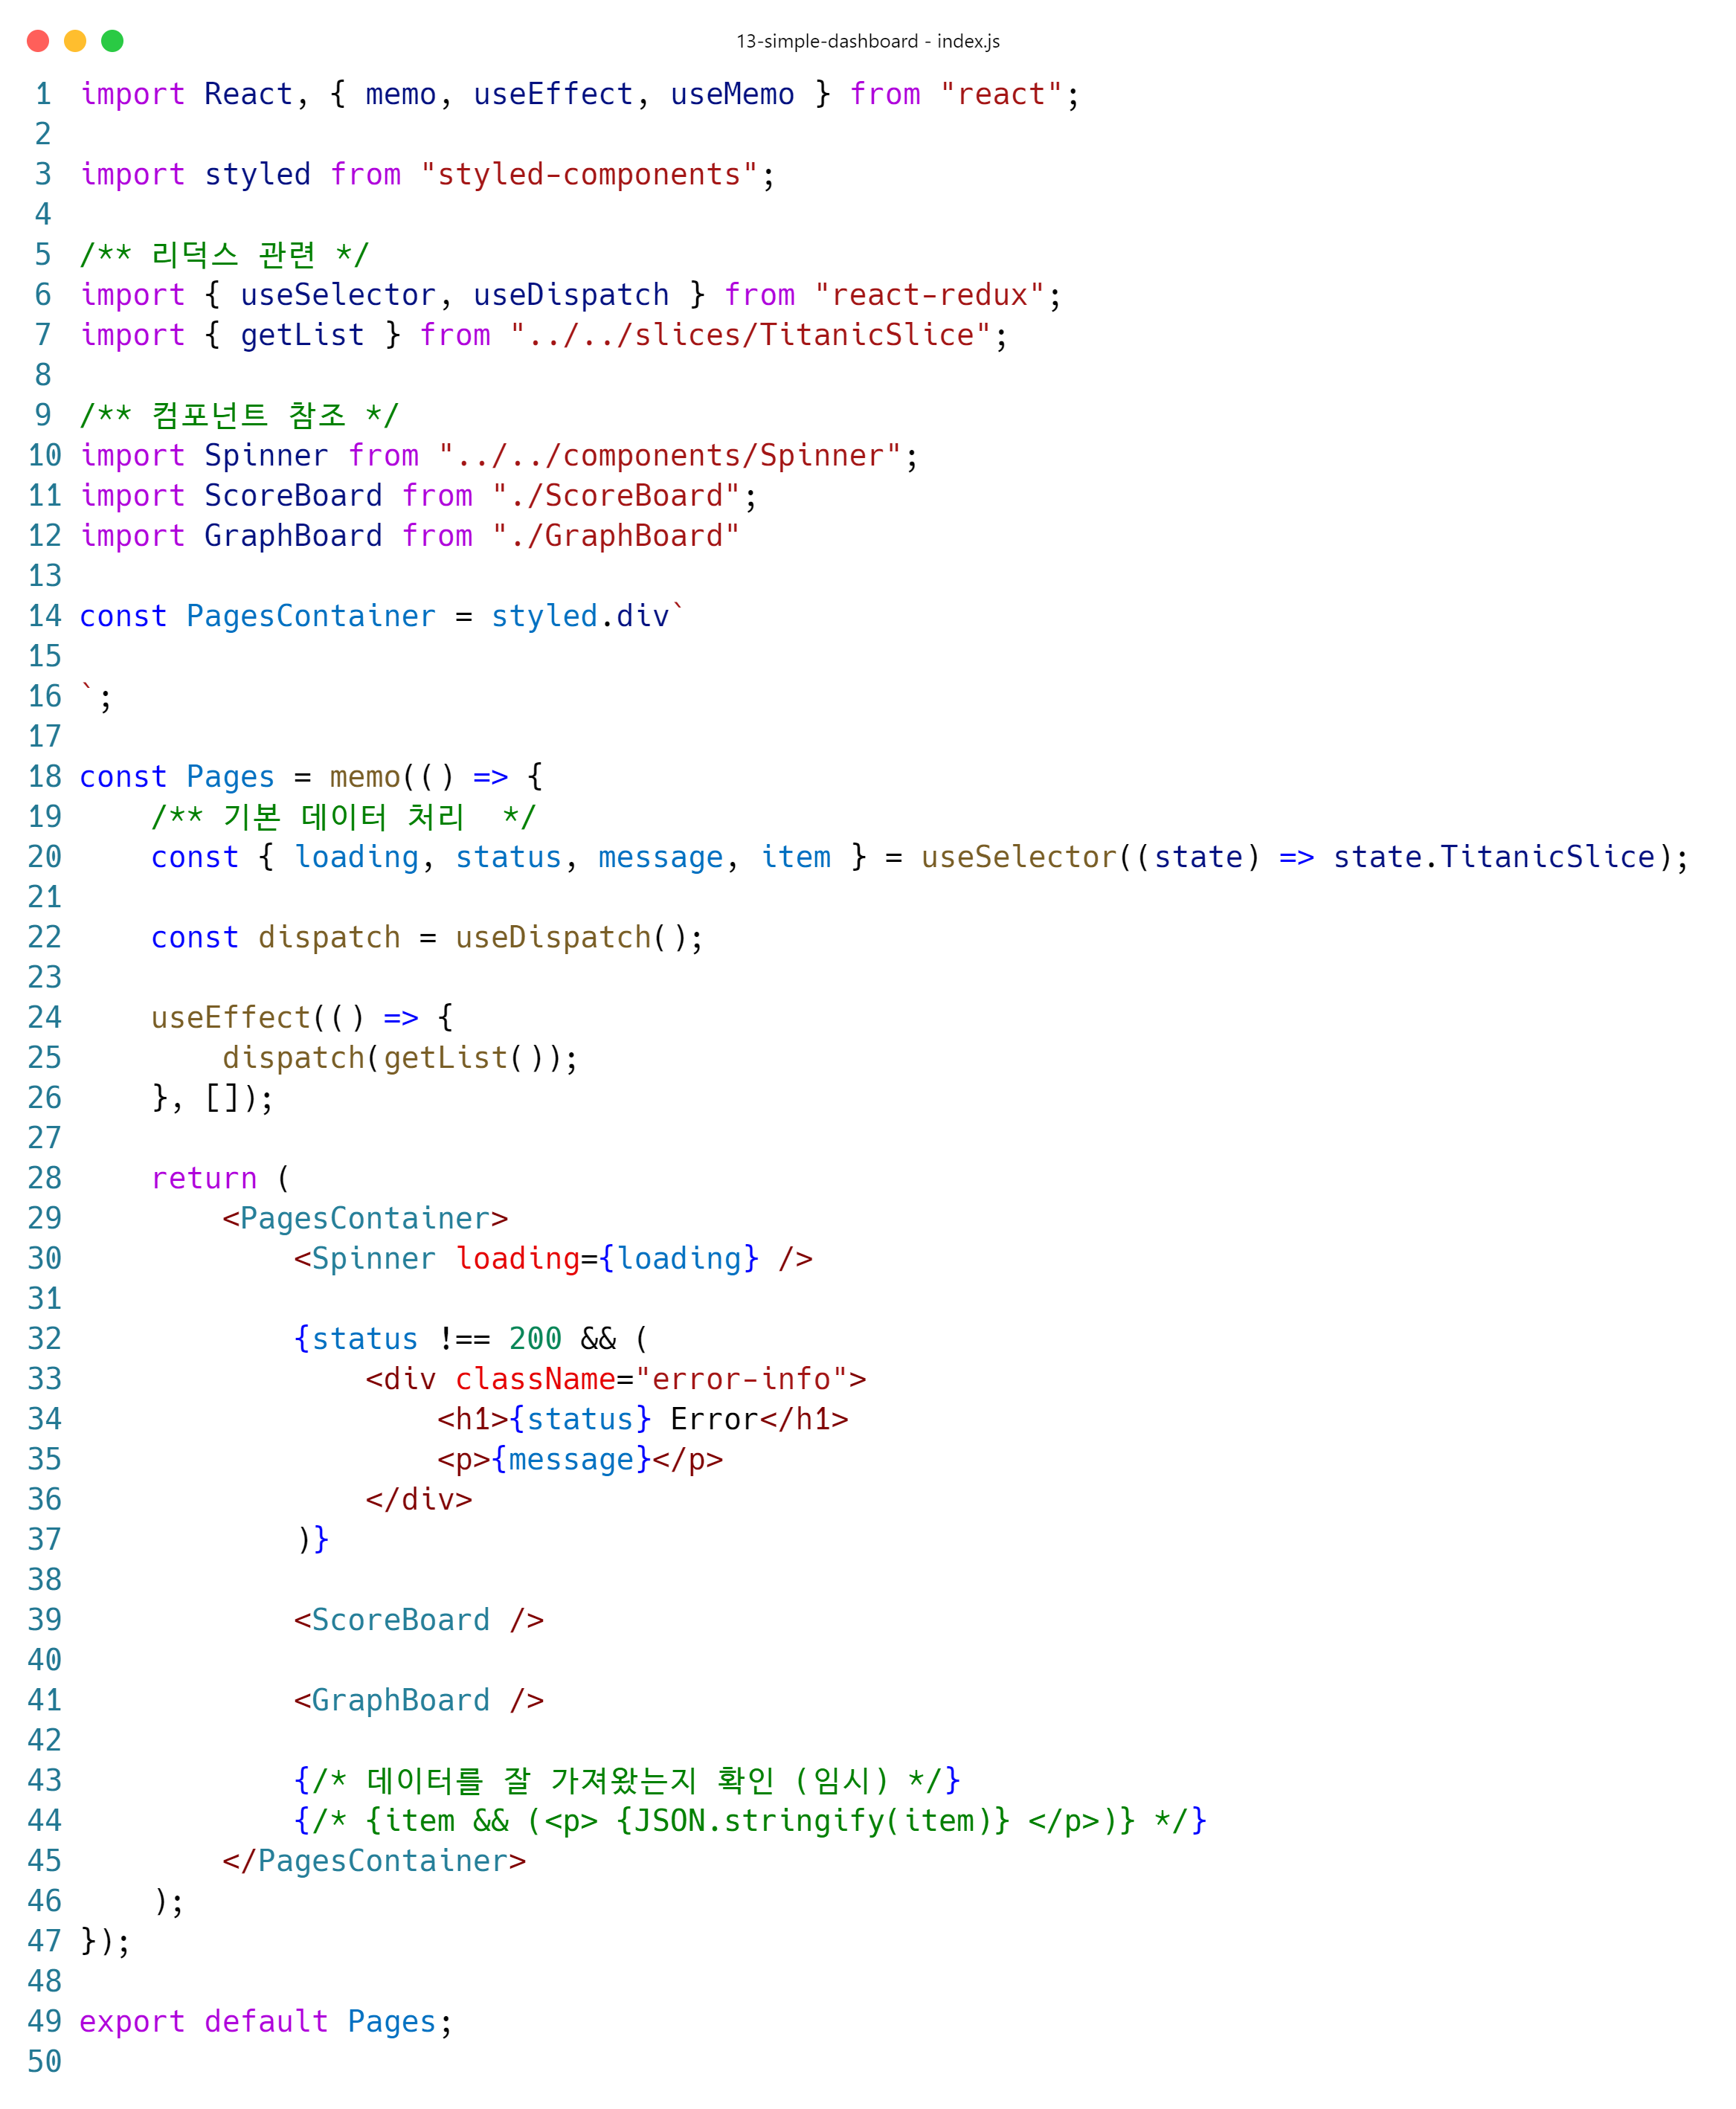 13-simple-dashboard - index.js
1 import React, { memo, useEffect, useMemo } from "react";
2
3 import styled from "styled-components";
4
5 /** 리덕스 관련 */
6 import { useSelector, useDispatch } from "react-redux";
7 import { getList } from "../../slices/TitanicSlice";
8
9 /** 컴포넌트 참조 */
10 import Spinner from "../../components/Spinner";
11 import ScoreBoard from "./ScoreBoard";
12 import GraphBoard from "./GraphBoard"
13
14 const PagesContainer = styled.div`
15
16 `;
17
18 const Pages = memo(() => {
19     /** 기본 데이터 처리  */
20     const { loading, status, message, item } = useSelector((state) => state.TitanicSlice);
21
22     const dispatch = useDispatch();
23
24     useEffect(() => {
25         dispatch(getList());
26     }, []);
27
28     return (
29         <PagesContainer>
30             <Spinner loading={loading} />
31
32             {status !== 200 && (
33                 <div className="error-info">
34                     <h1>{status} Error</h1>
35                     <p>{message}</p>
36                 </div>
37             )}
38
39             <ScoreBoard />
40
41             <GraphBoard />
42
43             {/* 데이터를 잘 가져왔는지 확인 (임시) */}
44             {/* {item && (<p> {JSON.stringify(item)} </p>)} */}
45         </PagesContainer>
46     );
47 });
48
49 export default Pages;
50